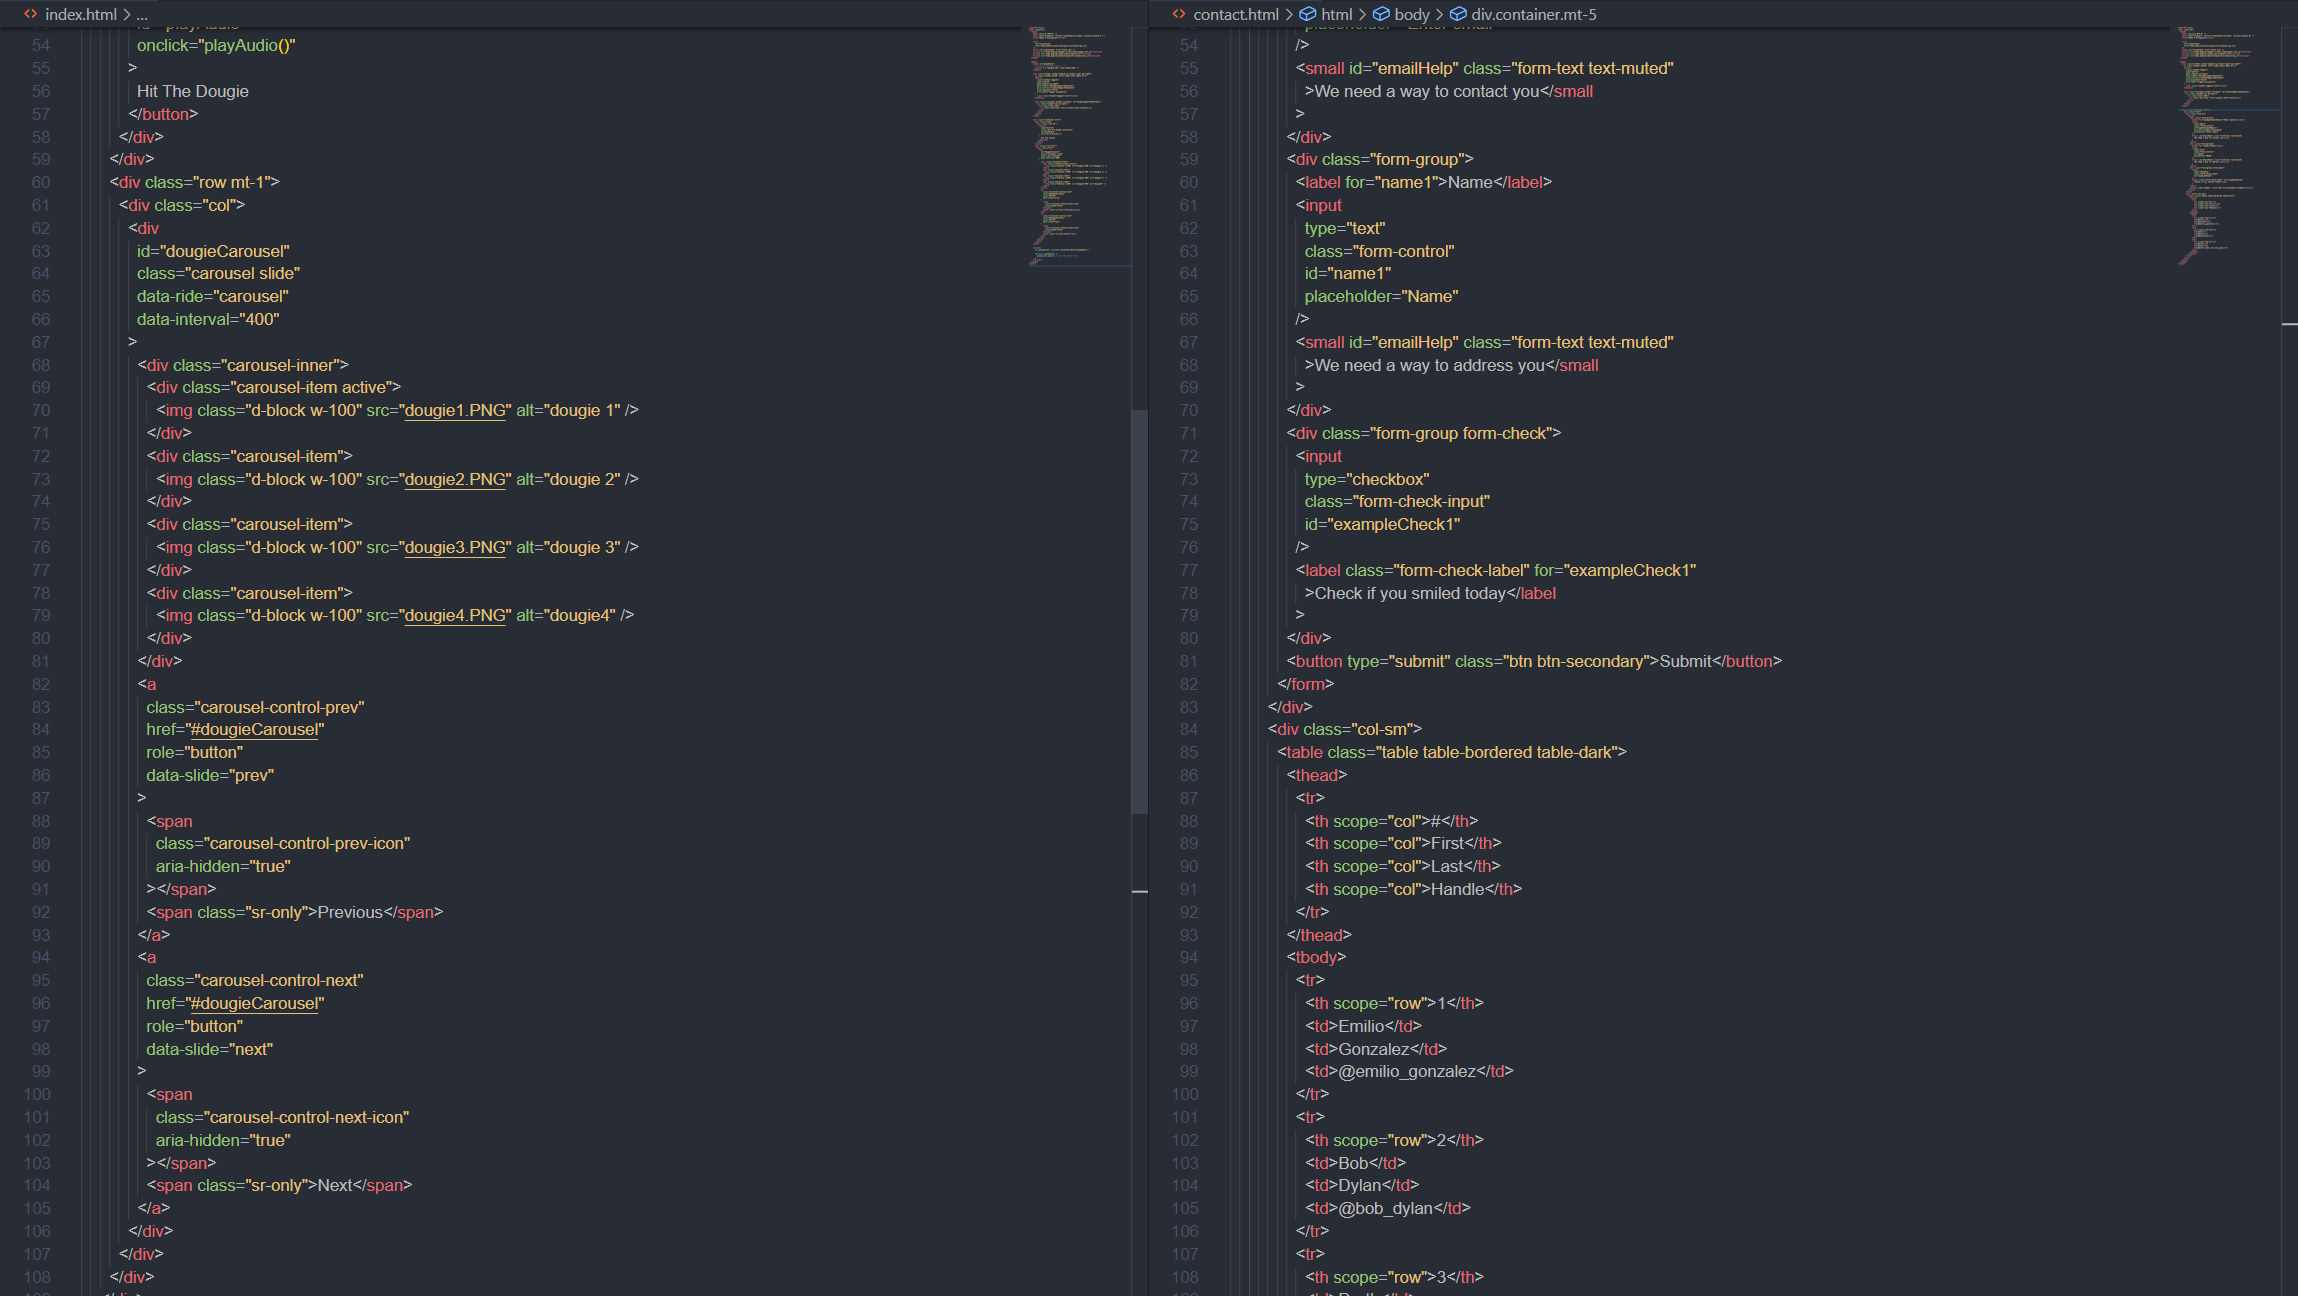 index.html > ...
54 onclick="playAudio()"
55 >
56 Hit The Dougie
57 </button>
58 </div>
59 </div>
60 <div class="row mt-1">
61 <div class="col">
62 <div
63 id="dougieCarousel"
64 class="carousel slide"
65 data-ride="carousel"
66 data-interval="400"
67 >
68 <div class="carousel-inner">
69 <div class="carousel-item active">
70 <img class="d-block w-100" src="dougie1.PNG" alt="dougie 1" />
71 </div>
72 <div class="carousel-item">
73 <img class="d-block w-100" src="dougie2.PNG" alt="dougie 2" />
74 </div>
75 <div class="carousel-item">
76 <img class="d-block w-100" src="dougie3.PNG" alt="dougie 3" />
77 </div>
78 <div class="carousel-item">
79 <img class="d-block w-100" src="dougie4.PNG" alt="dougie4" />
80 </div>
81 </div>
82 <a
83 class="carousel-control-prev"
84 href="#dougieCarousel"
85 role="button"
86 data-slide="prev"
87 >
88 <span
89 class="carousel-control-prev-icon"
90 aria-hidden="true"
91 ></span>
92 <span class="sr-only">Previous</span>
93 </a>
94 <a
95 class="carousel-control-next"
96 href="#dougieCarousel"
97 role="button"
98 data-slide="next"
99 >
100 <span
101 class="carousel-control-next-icon"
102 aria-hidden="true"
103 ></span>
104 <span class="sr-only">Next</span>
105 </a>
106 </div>
107 </div>
108 </div>
contact.html > html > body > div.container.mt-5
54 />
55 <small id="emailHelp" class="form-text text-muted"
56 >We need a way to contact you</small
57 >
58 </div>
59 <div class="form-group">
60 <label for="name1">Name</label>
61 <input
62 type="text"
63 class="form-control"
64 id="name1"
65 placeholder="Name"
66 />
67 <small id="emailHelp" class="form-text text-muted"
68 >We need a way to address you</small
69 >
70 </div>
71 <div class="form-group form-check">
72 <input
73 type="checkbox"
74 class="form-check-input"
75 id="exampleCheck1"
76 />
77 <label class="form-check-label" for="exampleCheck1"
78 >Check if you smiled today</label
79 >
80 </div>
81 <button type="submit" class="btn btn-secondary">Submit</button>
82 </form>
83 </div>
84 <div class="col-sm">
85 <table class="table table-bordered table-dark">
86 <thead>
87 <tr>
88 <th scope="col">#</th>
89 <th scope="col">First</th>
90 <th scope="col">Last</th>
91 <th scope="col">Handle</th>
92 </tr>
93 </thead>
94 <tbody>
95 <tr>
96 <th scope="row">1</th>
97 <td>Emilio</td>
98 <td>Gonzalez</td>
99 <td>@emilio_gonzalez</td>
100 </tr>
101 <tr>
102 <th scope="row">2</th>
103 <td>Bob</td>
104 <td>Dylan</td>
105 <td>@bob_dylan</td>
106 </tr>
107 <tr>
108 <th scope="row">3</th>